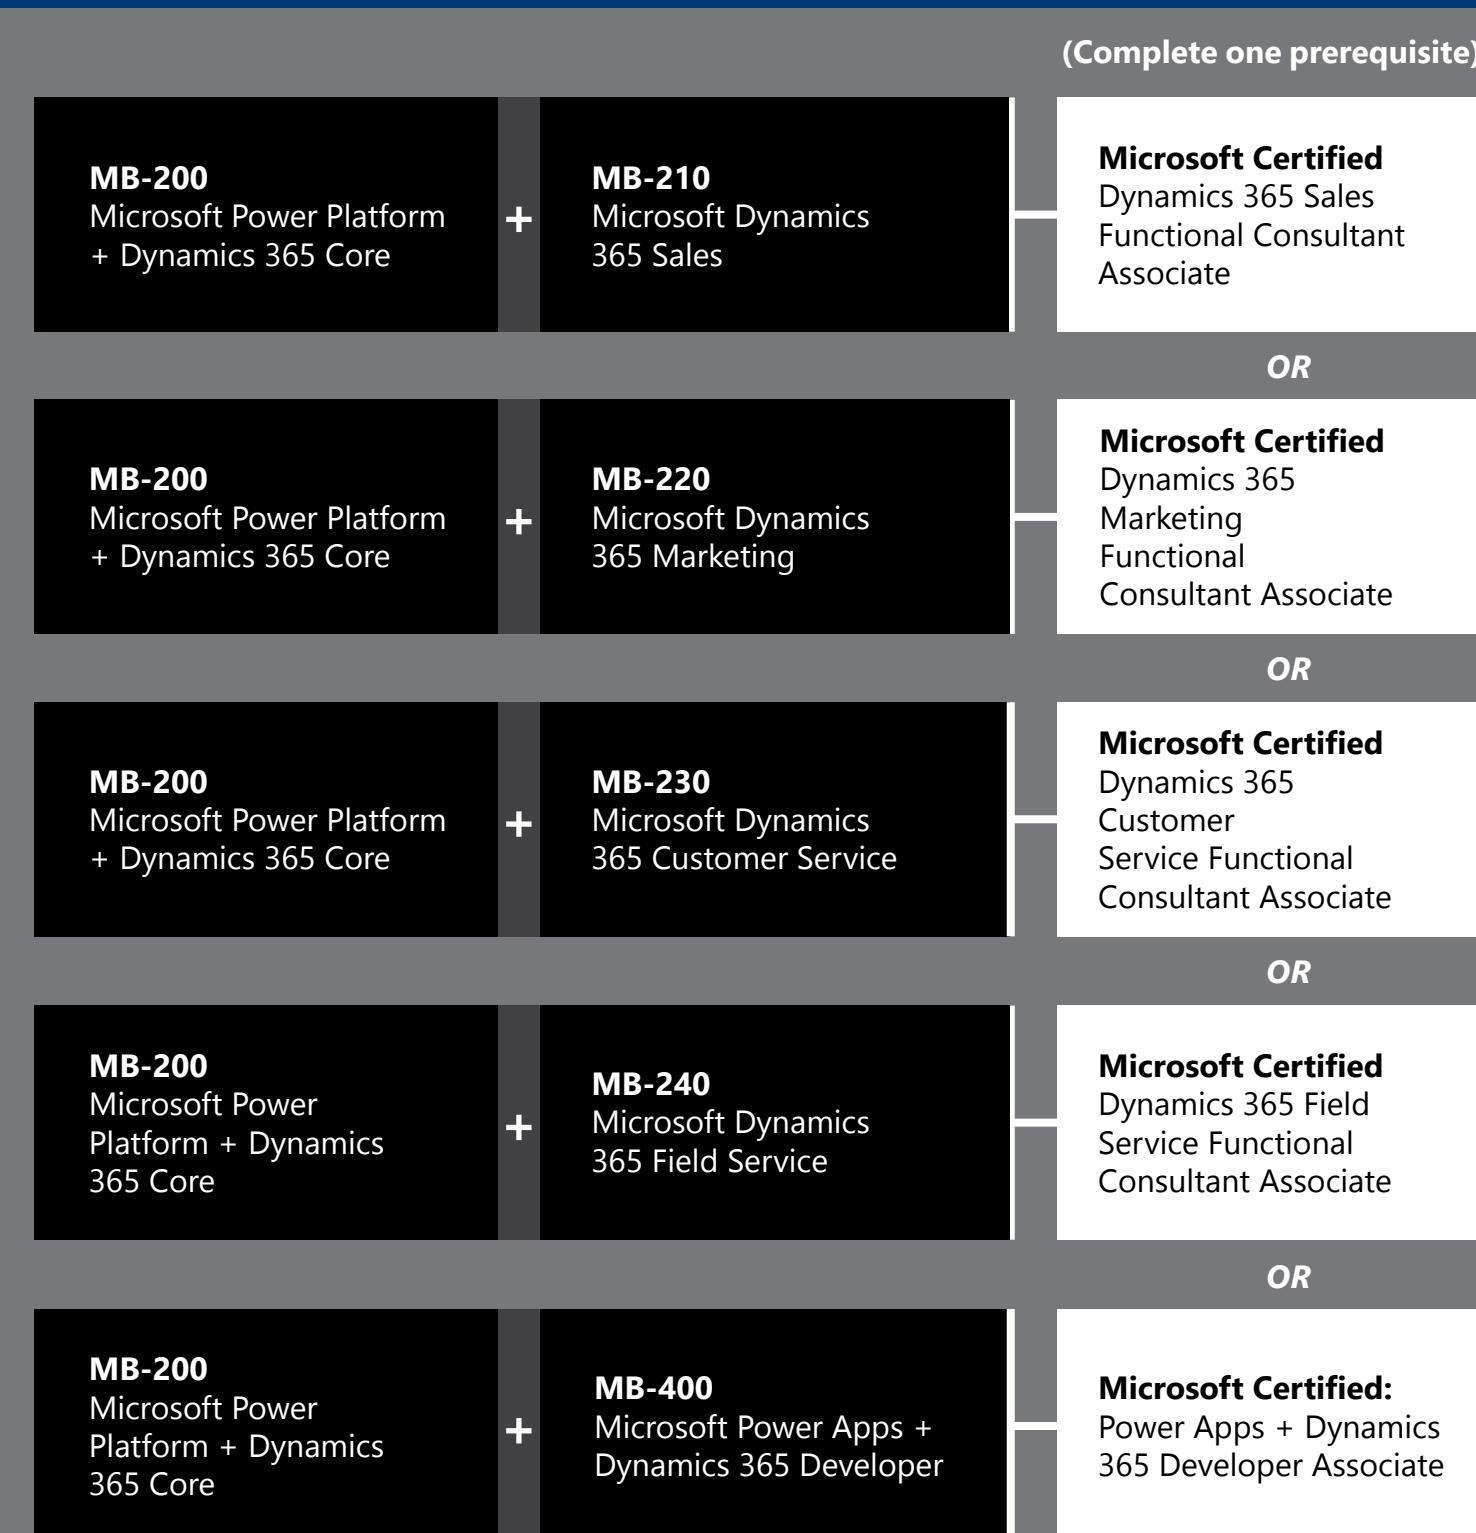 (Complete one prerequisite)
MB-200
Microsoft Power Platform
+ Dynamics 365 Core
+
MB-210
Microsoft Dynamics
365 Sales
Microsoft Certified
Dynamics 365 Sales
Functional Consultant
Associate
OR
MB-200
Microsoft Power Platform
+ Dynamics 365 Core
+
MB-220
Microsoft Dynamics
365 Marketing
Microsoft Certified
Dynamics 365
Marketing
Functional
Consultant Associate
OR
MB-200
Microsoft Power Platform
+ Dynamics 365 Core
+
MB-230
Microsoft Dynamics
365 Customer Service
Microsoft Certified
Dynamics 365
Customer
Service Functional
Consultant Associate
OR
MB-200
Microsoft Power
Platform + Dynamics
365 Core
+
MB-240
Microsoft Dynamics
365 Field Service
Microsoft Certified
Dynamics 365 Field
Service Functional
Consultant Associate
OR
MB-200
Microsoft Power
Platform + Dynamics
365 Core
+
MB-400
Microsoft Power Apps +
Dynamics 365 Developer
Microsoft Certified:
Power Apps + Dynamics
365 Developer Associate